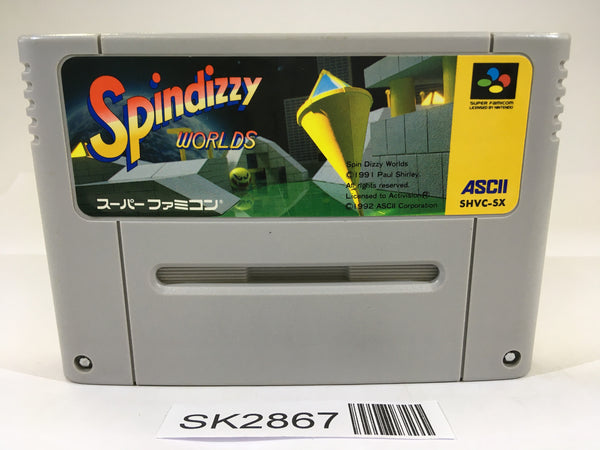 Spindizzy
WORLDS
スーパーファミコン®
Spin Dizzy Worlds
©1991 Paul Shirley.
All rights reserved.
Licensed to Activision®.
©1992 ASCII Corporation
SUPER FAMICOM
LICENSED BY NINTENDO
ASCII
SHVC-SX
SK2867